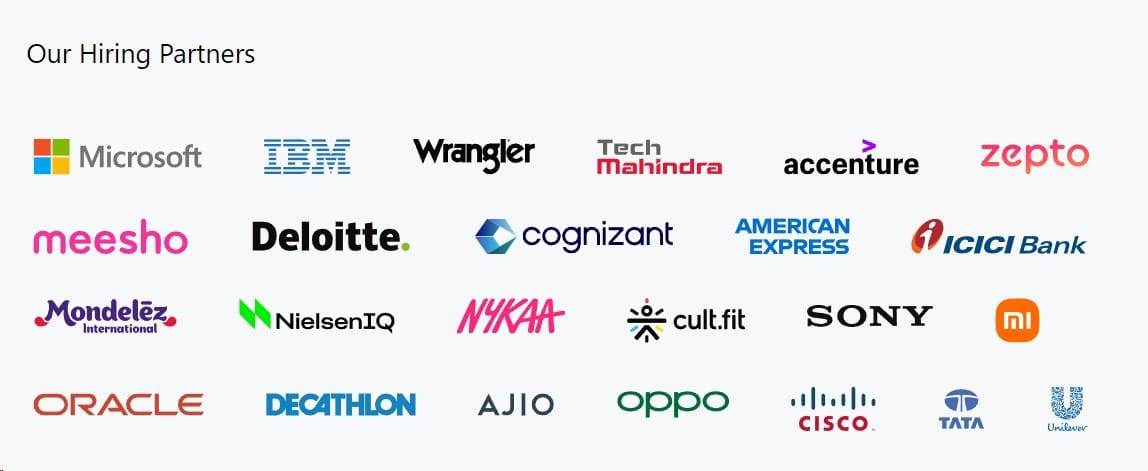 Our Hiring Partners
Microsoft IBM Wrangler Tech Mahindra accenture zepto
meesho Deloitte. cognizant AMERICAN EXPRESS ICICI Bank
Mondelēz International NielsenIQ NYKAA cult.fit SONY mi
ORACLE DECATHLON AJIO oppo CISCO TATA Unilever